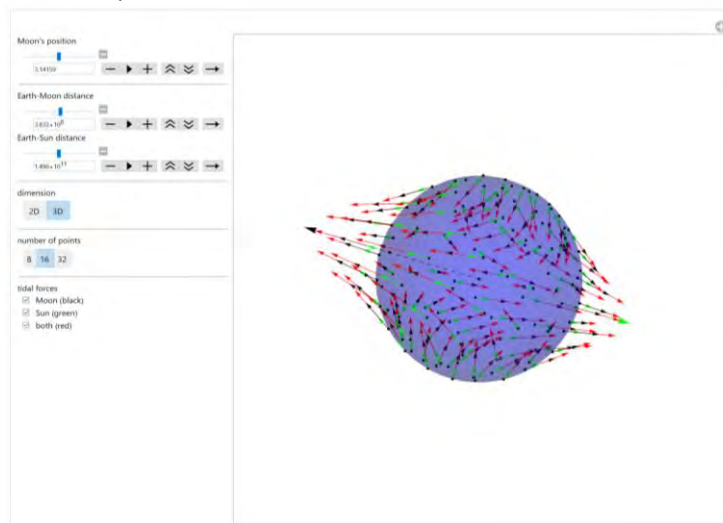 Moon's position
3.14159
Earth-Moon distance
Earth-Sun distance
dimension
2D 3D
number of points
8 16 32
tidal forces
Moon (black)
Sun (green)
both (red)